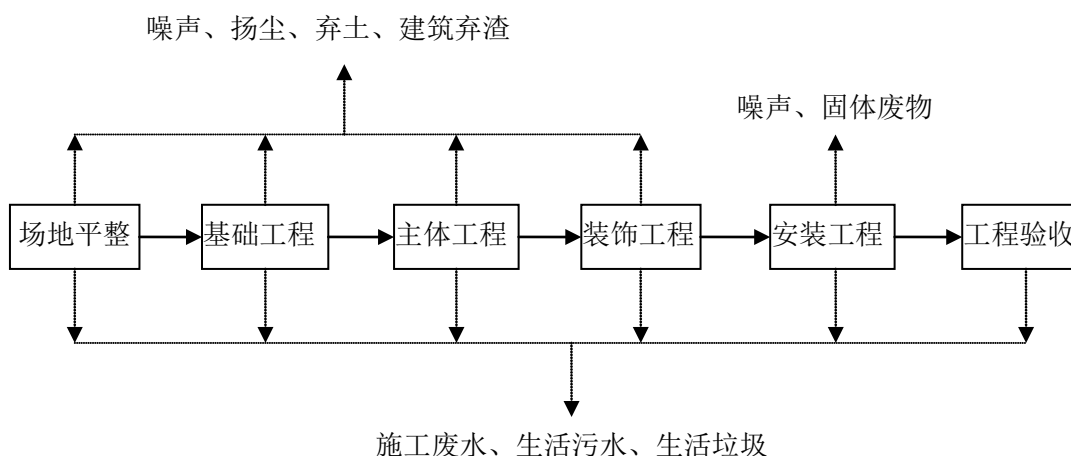 噪声、扬尘、弃土、建筑弃渣
噪声、固体废物
场地平整
基础工程
主体工程
装饰工程
安装工程
工程验收
施工废水、生活污水、生活垃圾